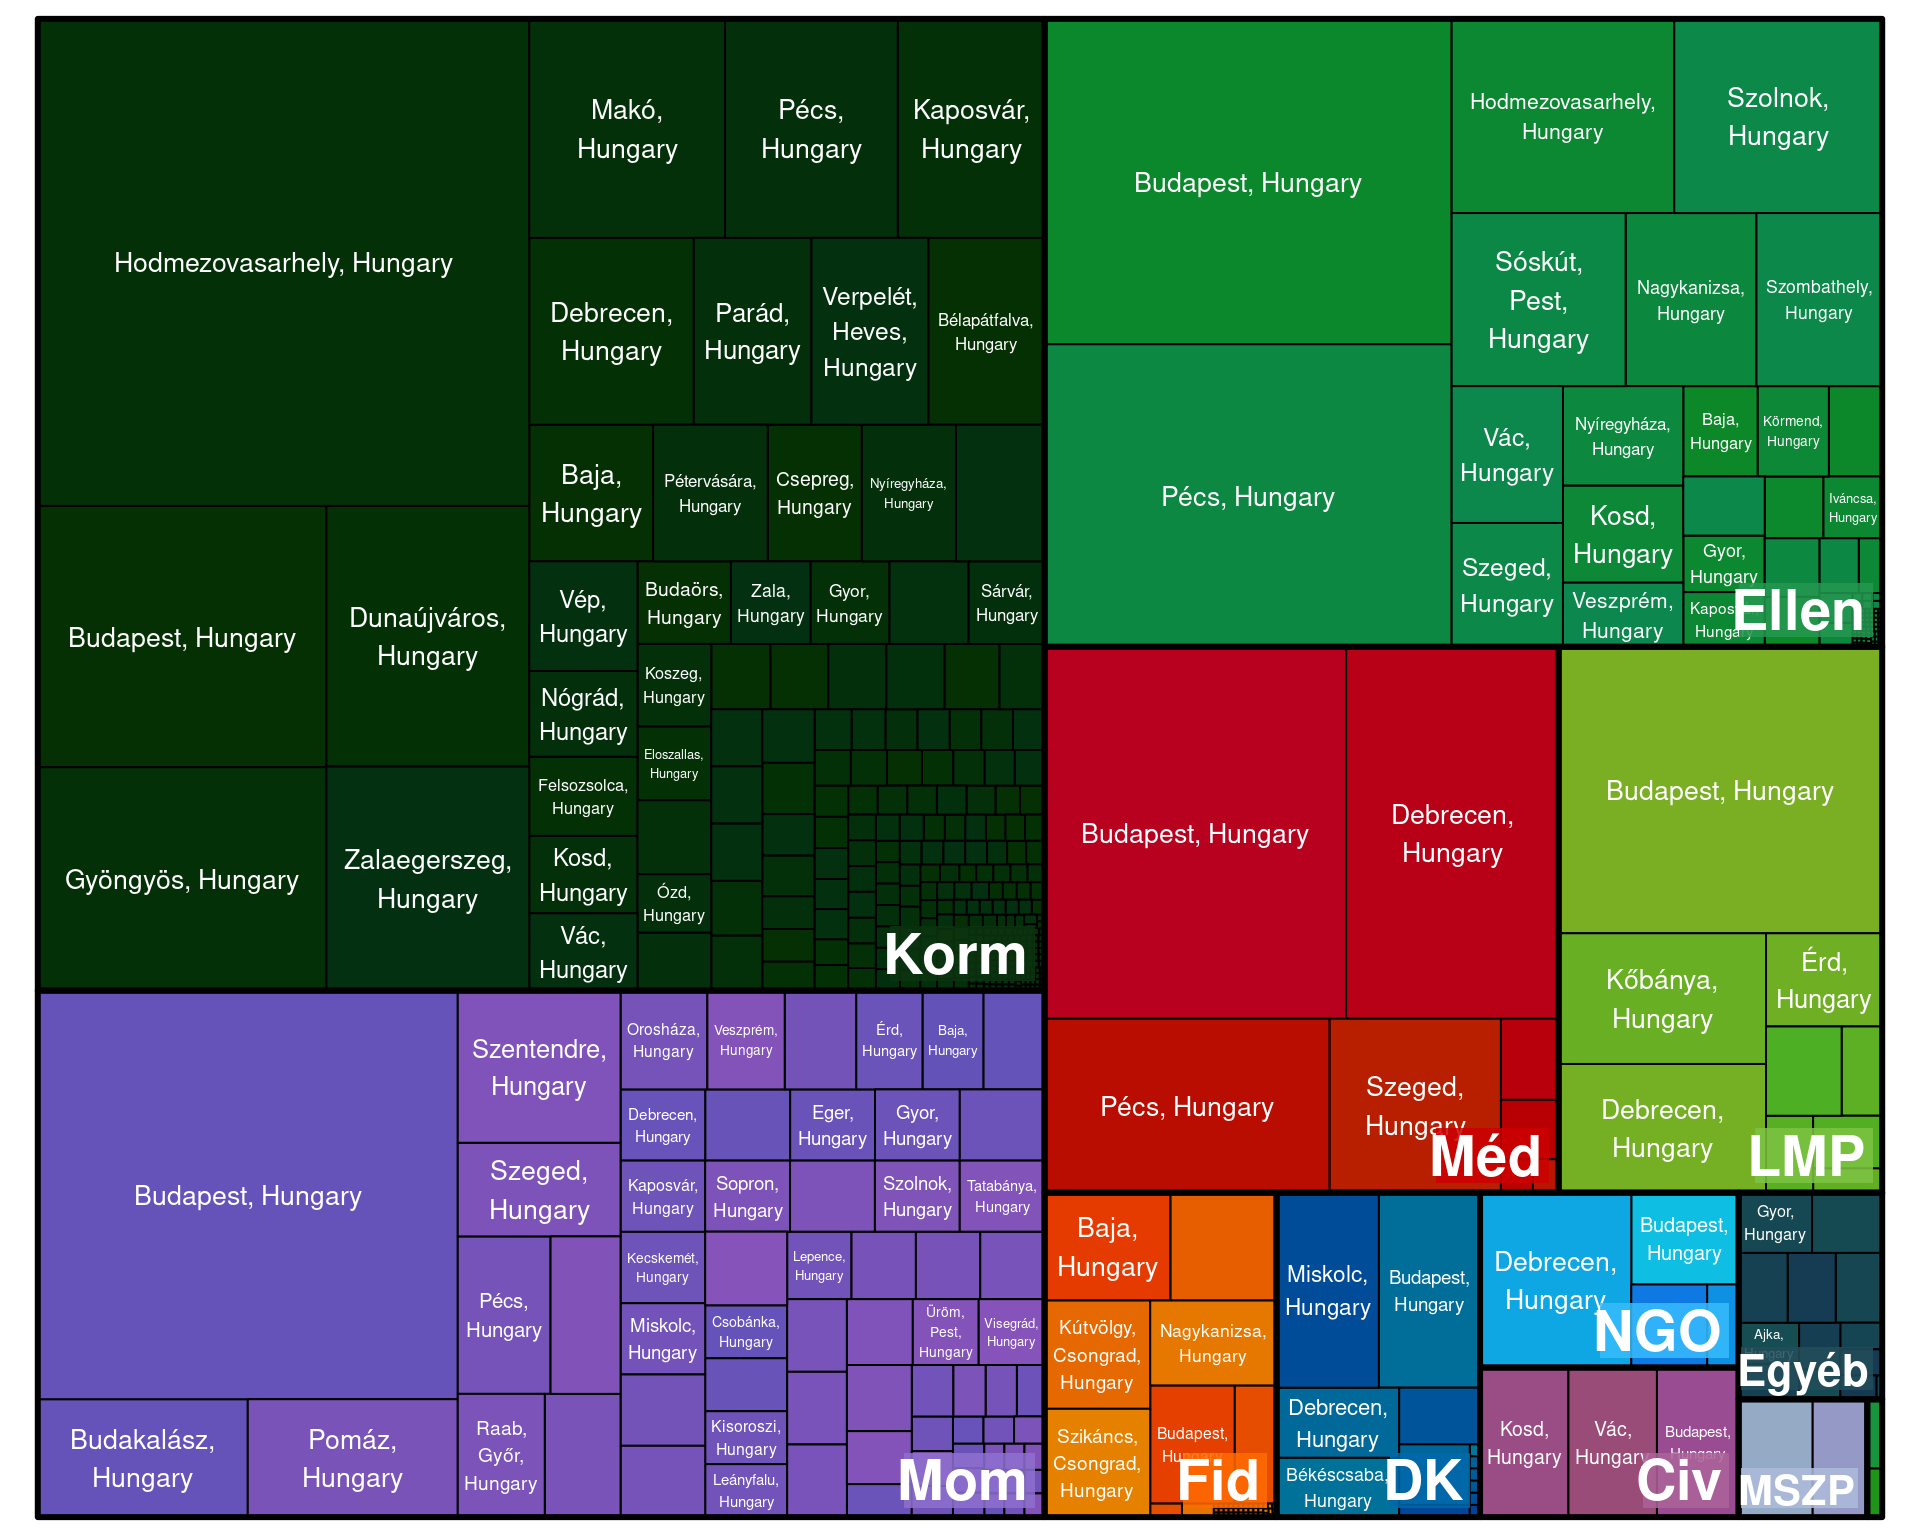 Hodmezovasarhely, Hungary
Budapest, Hungary
Dunaújváros,
Hungary
Gyöngyös, Hungary
Zalaegerszeg,
Hungary
Makó,
Hungary
Pécs,
Hungary
Kaposvár,
Hungary
Debrecen,
Hungary
Parád,
Hungary
Verpelét,
Heves,
Hungary
Bélapátfalva,
Hungary
Baja,
Hungary
Pétervására,
Hungary
Csepreg,
Hungary
Nyíregyháza,
Hungary
Vép,
Hungary
Nógrád,
Hungary
Felsozsolca,
Hungary
Kosd,
Hungary
Vác,
Hungary
Budaörs,
Hungary
Zala,
Hungary
Gyor,
Hungary
Sárvár,
Hungary
Koszeg,
Hungary
Eloszallas,
Hungary
Ózd,
Hungary
Korm
Budapest, Hungary
Pécs, Hungary
Hodmezovasarhely,
Hungary
Szolnok,
Hungary
Sóskút,
Pest,
Hungary
Nagykanizsa,
Hungary
Szombathely,
Hungary
Vác,
Hungary
Szeged,
Hungary
Nyíregyháza,
Hungary
Kosd,
Hungary
Veszprém,
Hungary
Baja,
Hungary
Körmend,
Hungary
Iváncsa,
Hungary
Gyor,
Hungary
Hungary
Ellen
Budapest, Hungary
Budakalász,
Hungary
Pomáz,
Hungary
Szentendre,
Hungary
Szeged,
Hungary
Pécs,
Hungary
Raab,
Győr,
Hungary
Orosháza,
Hungary
Veszprém,
Hungary
Érd,
Hungary
Baja,
Hungary
Debrecen,
Hungary
Eger,
Hungary
Gyor,
Hungary
Kaposvár,
Hungary
Sopron,
Hungary
Szolnok,
Hungary
Tatabánya,
Hungary
Kecskemét,
Hungary
Lepence,
Hungary
Miskolc,
Hungary
Csobánka,
Hungary
Üröm,
Pest,
Hungary
Visegrád,
Hungary
Kisoroszi,
Hungary
Leányfalu,
Hungary
Mom
Budapest, Hungary
Debrecen,
Hungary
Pécs, Hungary
Szeged,
Hungary
Méd
Budapest, Hungary
Kőbánya,
Hungary
Érd,
Hungary
Debrecen,
Hungary
LMP
Baja,
Hungary
Kútvölgy,
Csongrad,
Hungary
Nagykanizsa,
Hungary
Szikáncs,
Csongrad,
Hungary
Budapest,
Hungary
Fid
Miskolc,
Hungary
Budapest,
Hungary
Debrecen,
Hungary
Békéscsaba,
Hungary
DK
Debrecen,
Hungary
Budapest,
Hungary
NGO
Kosd,
Hungary
Vác,
Hungary
Budapest,
Hungary
Civ
Gyor,
Hungary
Ajka,
Hungary
Egyéb
MSZP